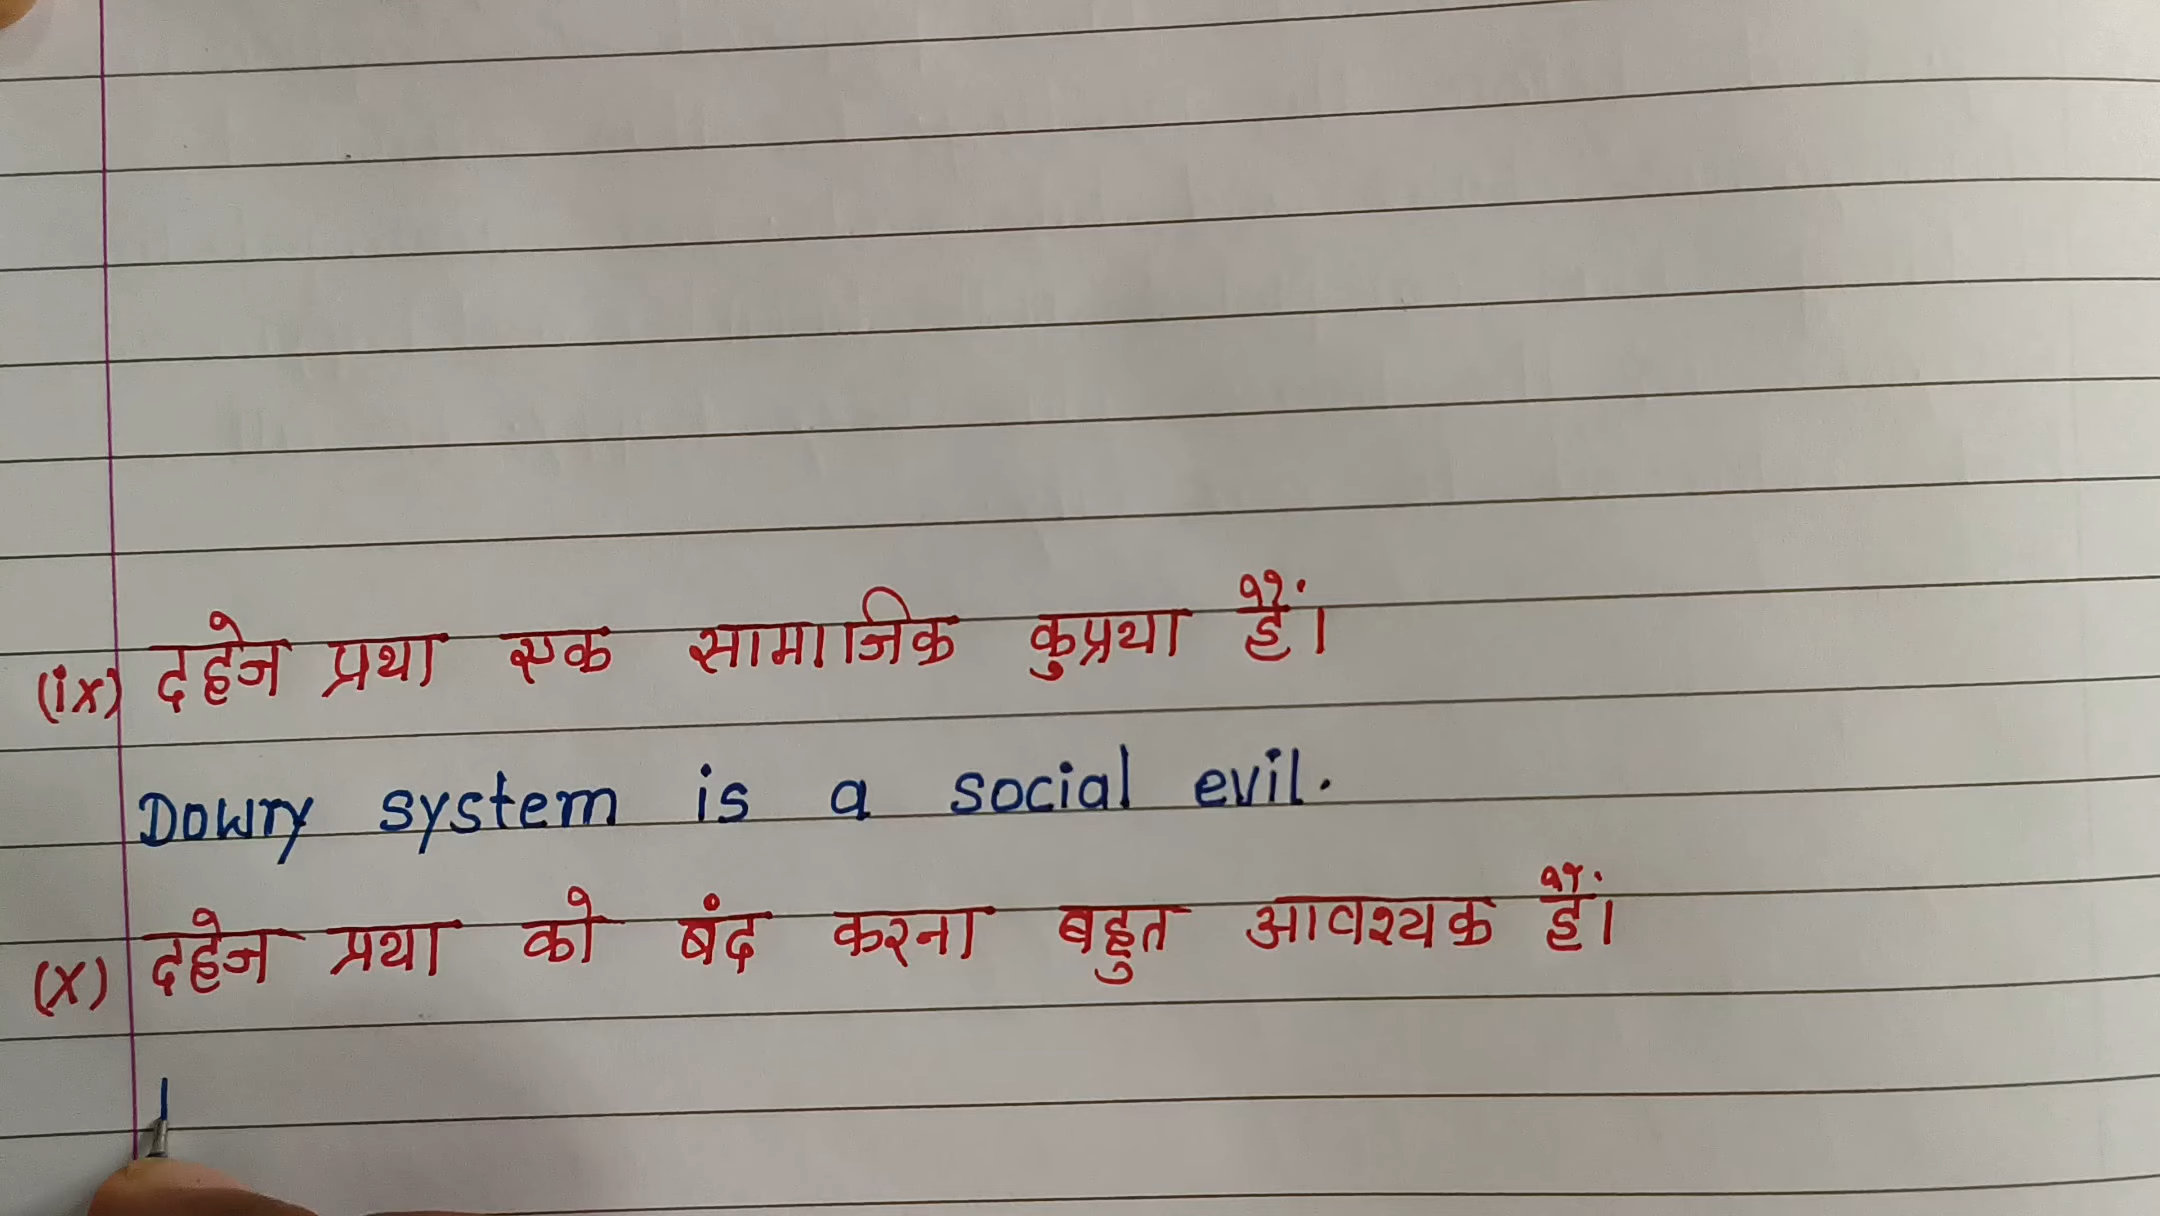 (ix) दहेज प्रथा एक सामाजिक कुप्रथा हैं।
Dowry system is a social evil.
(x) दहेज प्रथा को बंद करना बहुत आवश्यक हैं।